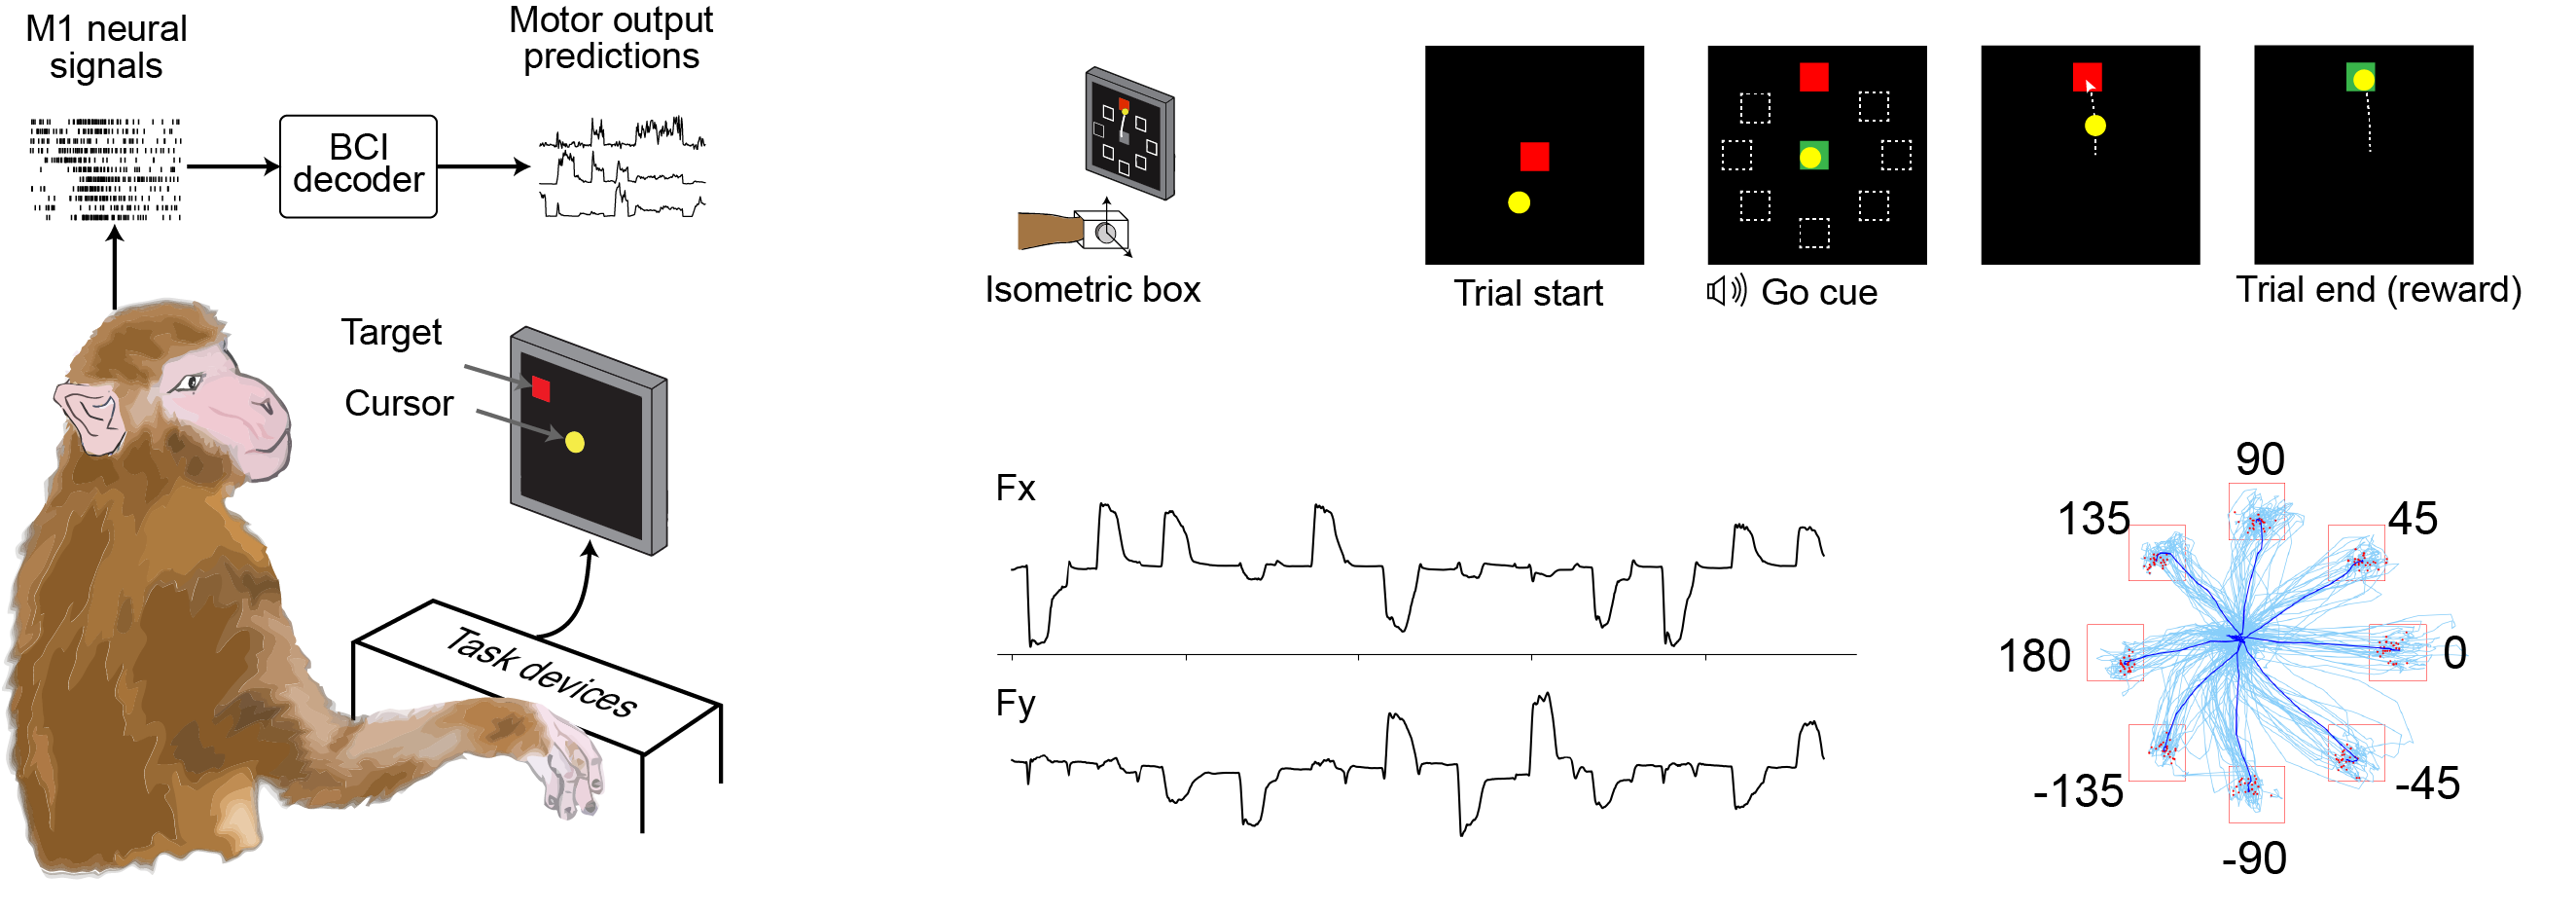 M1 neural
signals
BCI
decoder
Motor output
predictions
Target
Cursor
Task devices
Isometric box
Trial start
Go cue
Trial end (reward)
Fx
Fy
90
135
45
180
0
-135
-45
-90